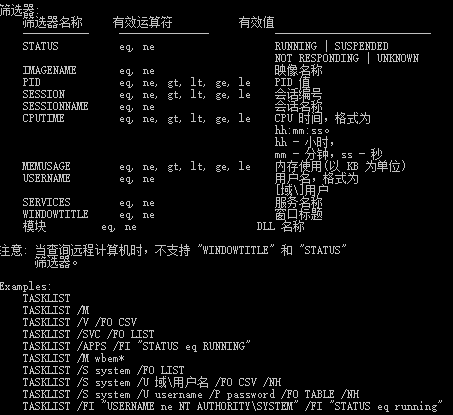 筛选器:
筛选器名称 有效运算符 有效值
STATUS eq, ne RUNNING | SUSPENDED
NOT RESPONDING | UNKNOWN
IMAGENAME eq, ne 映像名称
PID eq, ne, gt, lt, ge, le PID 值
SESSION eq, ne, gt, lt, ge, le 会话编号
SESSIONNAME eq, ne 会话名称
CPUTIME eq, ne, gt, lt, ge, le CPU 时间，格式为
hh:mm:ss。
hh - 小时，
mm - 分钟，ss - 秒
MEMUSAGE eq, ne, gt, lt, ge, le 内存使用(以 KB 为单位)
USERNAME eq, ne 用户名，格式为
[域\]用户
SERVICES eq, ne 服务名称
WINDOWTITLE eq, ne 窗口标题
模块 eq, ne DLL 名称
注意: 当查询远程计算机时，不支持 "WINDOWTITLE" 和 "STATUS"
筛选器。
Examples:
TASKLIST
TASKLIST /M
TASKLIST /V /FO CSV
TASKLIST /SVC /FO LIST
TASKLIST /APPS /FI "STATUS eq RUNNING"
TASKLIST /M wbem*
TASKLIST /S system /FO LIST
TASKLIST /S system /U 域\用户名 /FO CSV /NH
TASKLIST /S system /U username /P password /FO TABLE /NH
TASKLIST /FI "USERNAME ne NT AUTHORITY\SYSTEM" /FI "STATUS eq running"